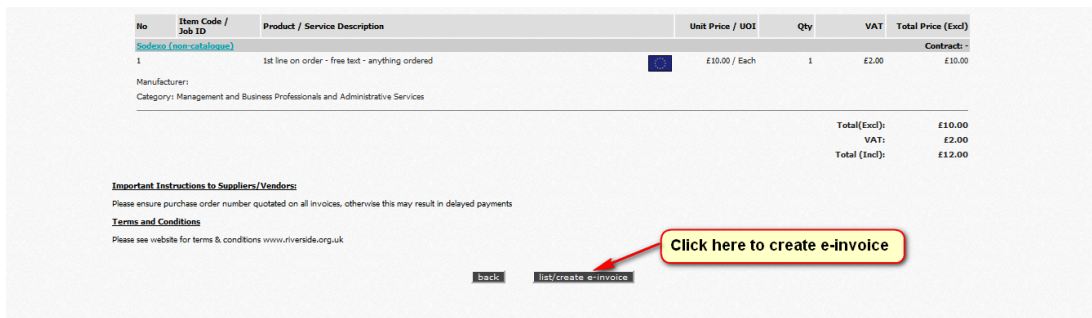 No Item Code / Job ID Product / Service Description Unit Price / UOI Qty VAT Total Price (Excl)
Sodexo (non-catalogue) Contract: -
1 1st line on order - free text - anything ordered £10.00 / Each 1 £2.00 £10.00
Manufacturer:
Category: Management and Business Professionals and Administrative Services
Total(Excl): £10.00
VAT: £2.00
Total (Incl): £12.00
Important Instructions to Suppliers/Vendors:
Please ensure purchase order number quotated on all invoices, otherwise this may result in delayed payments
Terms and Conditions
Please see website for terms & conditions www.riverside.org.uk
Click here to create e-invoice
back list/create e-invoice